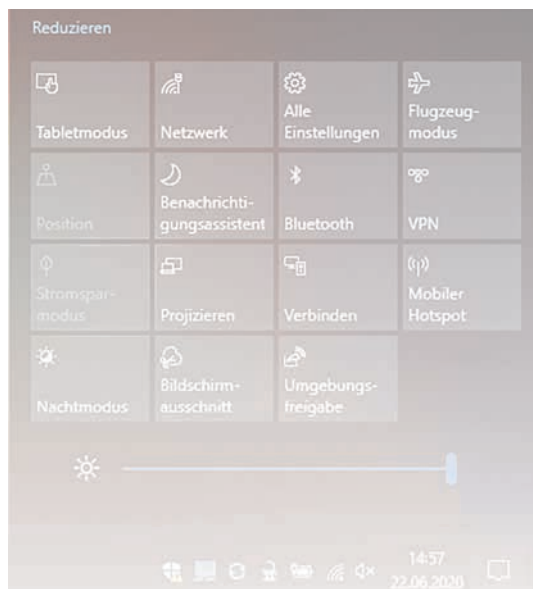 Reduzieren
Tabletmodus
Netzwerk
Alle
Einstellungen
Flugzeug-
modus
Position
Benachrichti-
gungsassistent
Bluetooth
VPN
Stromspar-
modus
Projizieren
Verbinden
Mobiler
Hotspot
Nachtmodus
Bildschirm-
ausschnitt
Umgebungs-
freigabe
14:57
22.06.2020